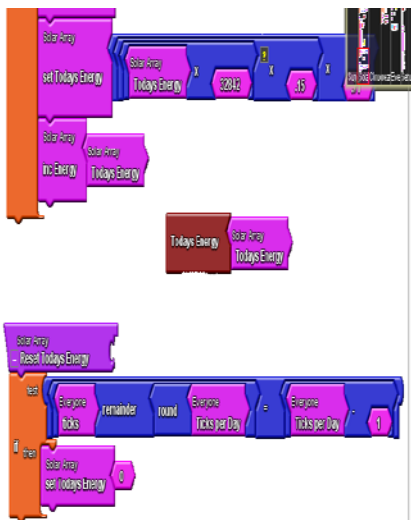 Solar Array
set Todays Energy
Solar Array
Todays Energy
x
32842
x
.15
x
Solar Array
inc Energy
Solar Array
Todays Energy
Todays Energy
Solar Array
Todays Energy
Solar Array
- Reset Todays Energy
test
Everyone
ticks
remainder
round
Everyone
Ticks per Day
=
Everyone
Ticks per Day
-
1
if
then
Solar Array
set Todays Energy
0